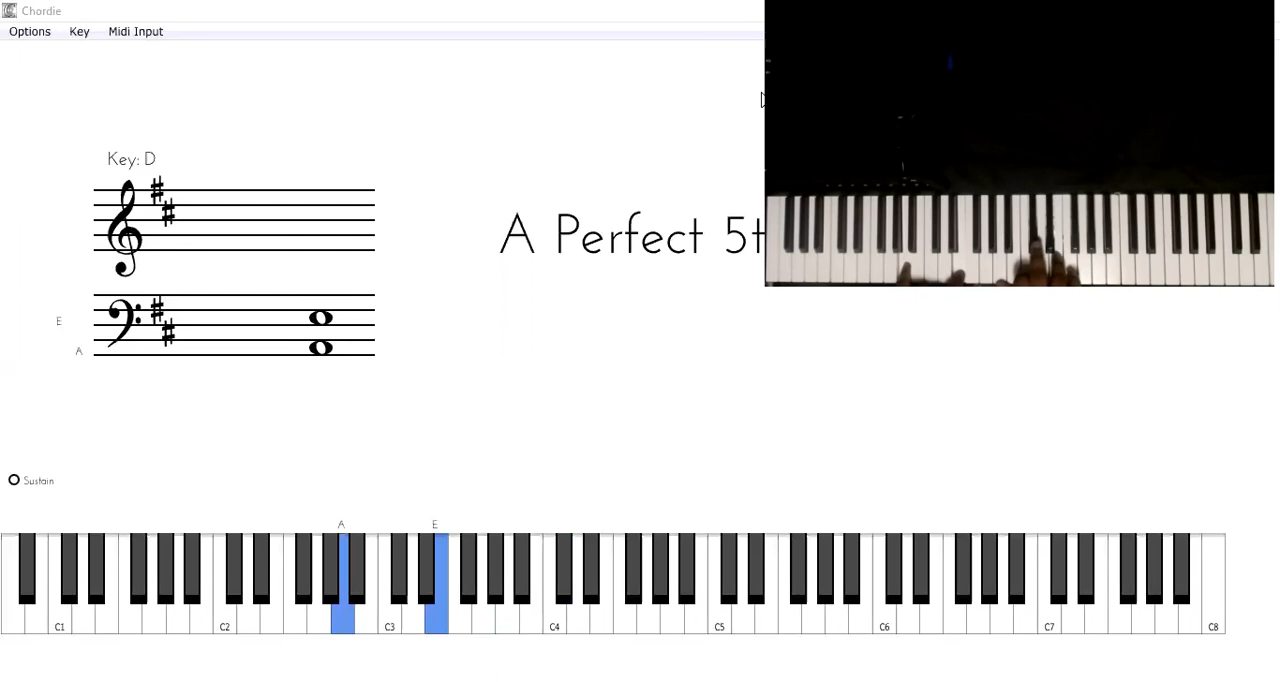 Chordie
Options Key Midi Input
Key: D
A Perfect 5t
E
A
Sustain
A E
C1 C2 C3 C4 C5 C6 C7 C8